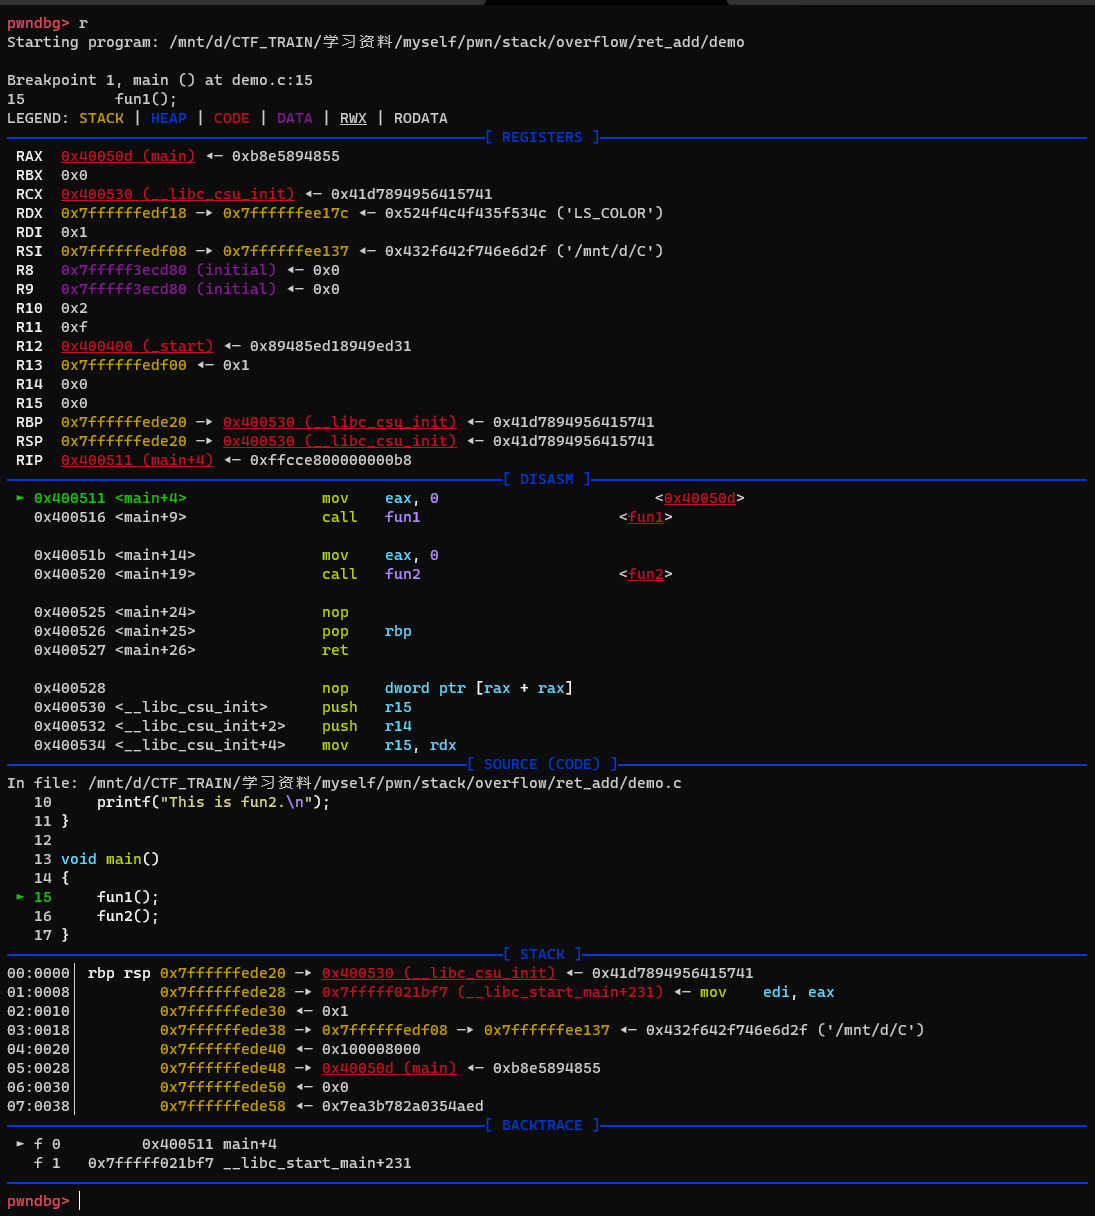 pwndbg> r
Starting program: /mnt/d/CTF_TRAIN/学习资料/myself/pwn/stack/overflow/ret_add/demo
Breakpoint 1, main () at demo.c:15
15          fun1();
LEGEND: STACK | HEAP | CODE | DATA | RWX | RODATA
[ REGISTERS ]
RAX  0x40050d (main) ◂— 0xb8e5894855
RBX  0x0
RCX  0x400530 (__libc_csu_init) ◂— 0x41d7894956415741
RDX  0x7ffffffedf18 —▸ 0x7ffffffee17c ◂— 0x524f4c4f435f534c ('LS_COLOR')
RDI  0x1
RSI  0x7ffffffedf08 —▸ 0x7ffffffee137 ◂— 0x432f642f746e6d2f ('/mnt/d/C')
R8   0x7fffff3ecd80 (initial) ◂— 0x0
R9   0x7fffff3ecd80 (initial) ◂— 0x0
R10  0x2
R11  0xf
R12  0x400400 (_start) ◂— 0x89485ed18949ed31
R13  0x7ffffffedf00 ◂— 0x1
R14  0x0
R15  0x0
RBP  0x7ffffffede20 —▸ 0x400530 (__libc_csu_init) ◂— 0x41d7894956415741
RSP  0x7ffffffede20 —▸ 0x400530 (__libc_csu_init) ◂— 0x41d7894956415741
RIP  0x400511 (main+4) ◂— 0xffcce800000000b8
[ DISASM ]
► 0x400511 <main+4>               mov    eax, 0                        <0x40050d>
0x400516 <main+9>               call   fun1                      <fun1>
0x40051b <main+14>              mov    eax, 0
0x400520 <main+19>              call   fun2                      <fun2>
0x400525 <main+24>              nop
0x400526 <main+25>              pop    rbp
0x400527 <main+26>              ret
0x400528                        nop    dword ptr [rax + rax]
0x400530 <__libc_csu_init>      push   r15
0x400532 <__libc_csu_init+2>    push   r14
0x400534 <__libc_csu_init+4>    mov    r15, rdx
[ SOURCE (CODE) ]
In file: /mnt/d/CTF_TRAIN/学习资料/myself/pwn/stack/overflow/ret_add/demo.c
10     printf("This is fun2.\n");
11 }
12
13 void main()
14 {
► 15     fun1();
16     fun2();
17 }
[ STACK ]
00:0000│ rbp rsp 0x7ffffffede20 —▸ 0x400530 (__libc_csu_init) ◂— 0x41d7894956415741
01:0008│         0x7ffffffede28 —▸ 0x7fffff021bf7 (__libc_start_main+231) ◂— mov    edi, eax
02:0010│         0x7ffffffede30 ◂— 0x1
03:0018│         0x7ffffffede38 —▸ 0x7ffffffedf08 —▸ 0x7ffffffee137 ◂— 0x432f642f746e6d2f ('/mnt/d/C')
04:0020│         0x7ffffffede40 ◂— 0x100008000
05:0028│         0x7ffffffede48 —▸ 0x40050d (main) ◂— 0xb8e5894855
06:0030│         0x7ffffffede50 ◂— 0x0
07:0038│         0x7ffffffede58 ◂— 0x7ea3b782a0354aed
[ BACKTRACE ]
► f 0         0x400511 main+4
f 1   0x7fffff021bf7 __libc_start_main+231
pwndbg>